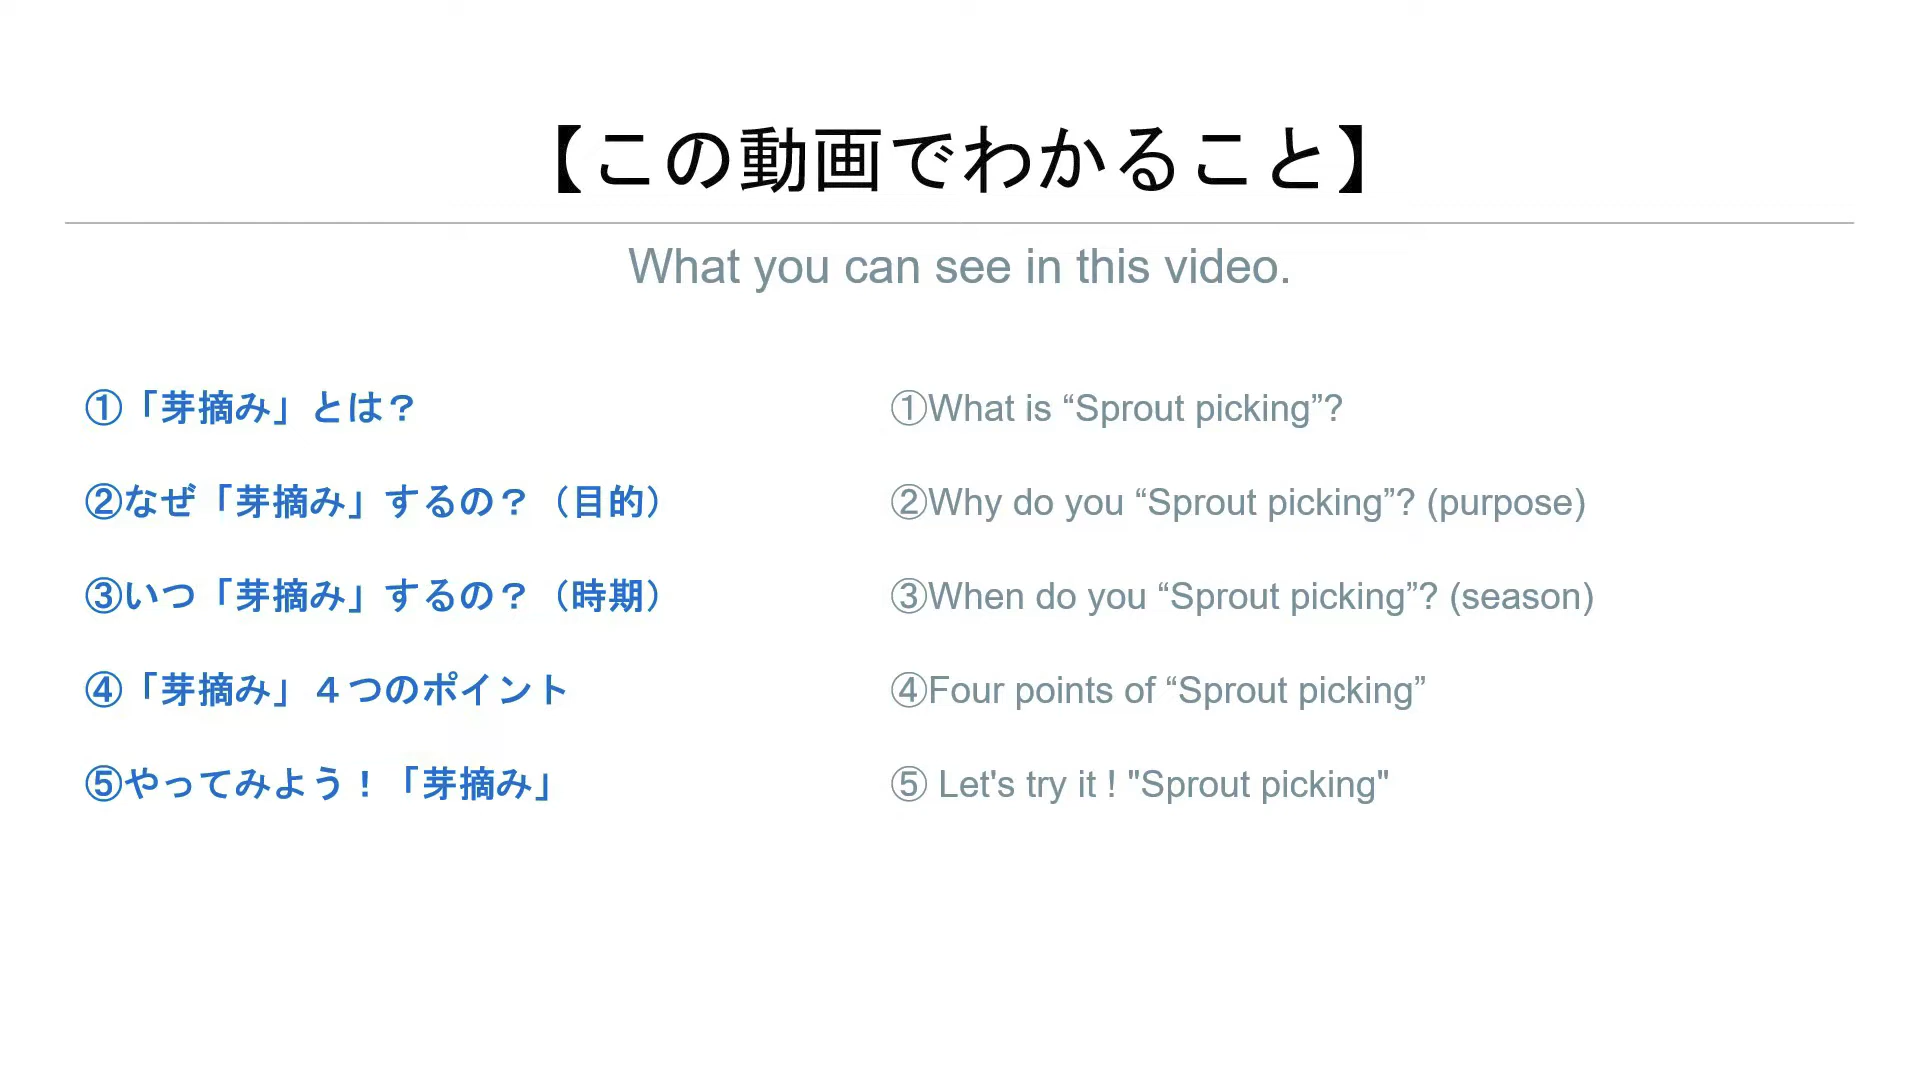 【この動画でわかること】
What you can see in this video.
①「芽摘み」とは？
②なぜ「芽摘み」するの？（目的）
③いつ「芽摘み」するの？（時期）
④「芽摘み」４つのポイント
⑤やってみよう！「芽摘み」
①What is “Sprout picking”?
②Why do you “Sprout picking”? (purpose)
③When do you “Sprout picking”? (season)
④Four points of “Sprout picking”
⑤ Let's try it ! "Sprout picking"